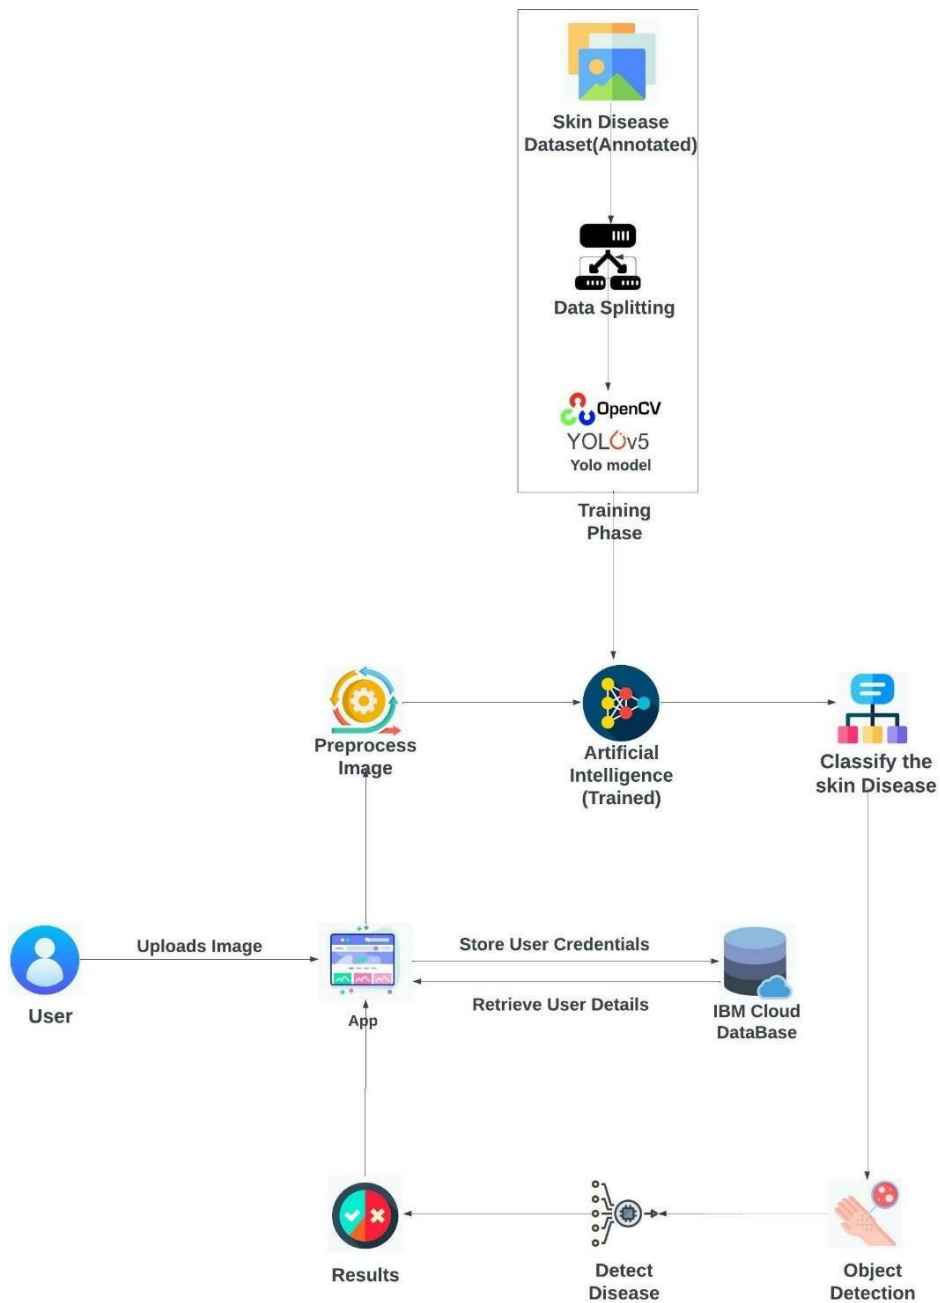 Skin Disease
Dataset(Annotated)
Data Splitting
OpenCV
YOLOv5
Yolo model
Training
Phase
Preprocess
Image
Artificial
Intelligence
(Trained)
Classify the
skin Disease
Uploads Image
Store User Credentials
Retrieve User Details
User
App
IBM Cloud
DataBase
Results
Detect
Disease
Object
Detection